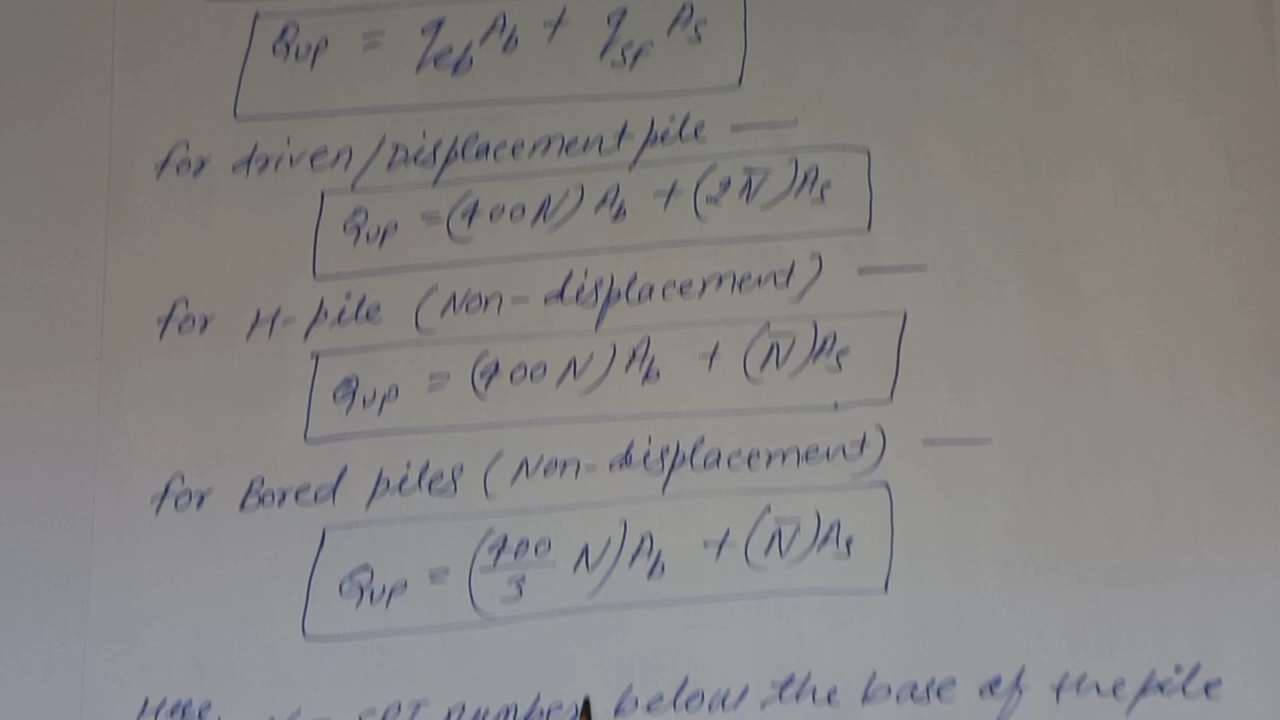 Qup = qeb Ab + qsf As
for driven/Displacement pile —
Qup = (400N) Ab + (2N̄)As
for H-pile (Non-displacement) —
Qup = (400N) Ab + (N̄)As
for Bored piles (Non-displacement) —
Qup = (400/3 N) Ab + (N̄)As
SPT number below the base of the pile